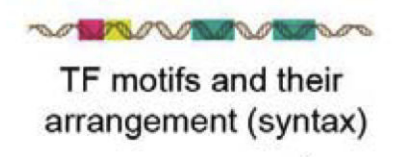 TF motifs and their
arrangement (syntax)